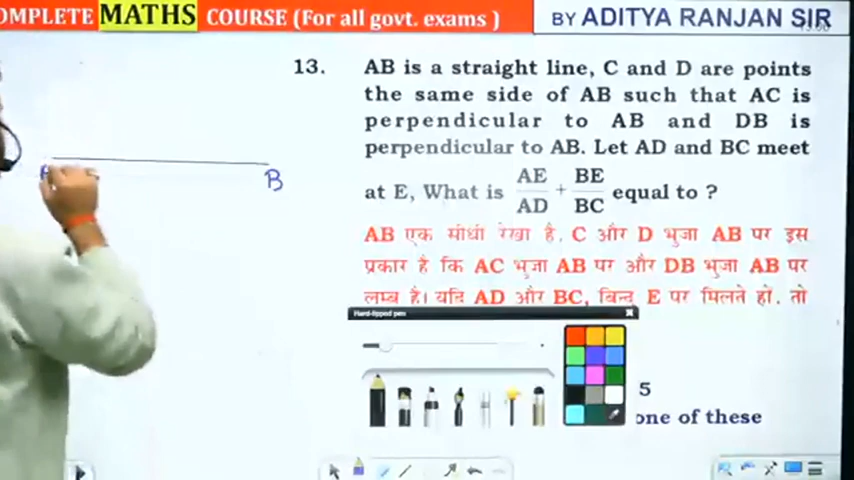 OMPLETE MATHS COURSE (For all govt. exams )
BY ADITYA RANJAN SIR
13. AB is a straight line, C and D are points
the same side of AB such that AC is
perpendicular to AB and DB is
perpendicular to AB. Let AD and BC meet
at E, What is AE/AD + BE/BC equal to ?
AB एक सीधी रेखा है. C और D भुजा AB पर इस
प्रकार है कि AC भुजा AB पर और DB भुजा AB पर
लम्ब है। यदि AD और BC, बिन्दु E पर मिलते हों. तो
Hard-tipped pen
5
one of these
B